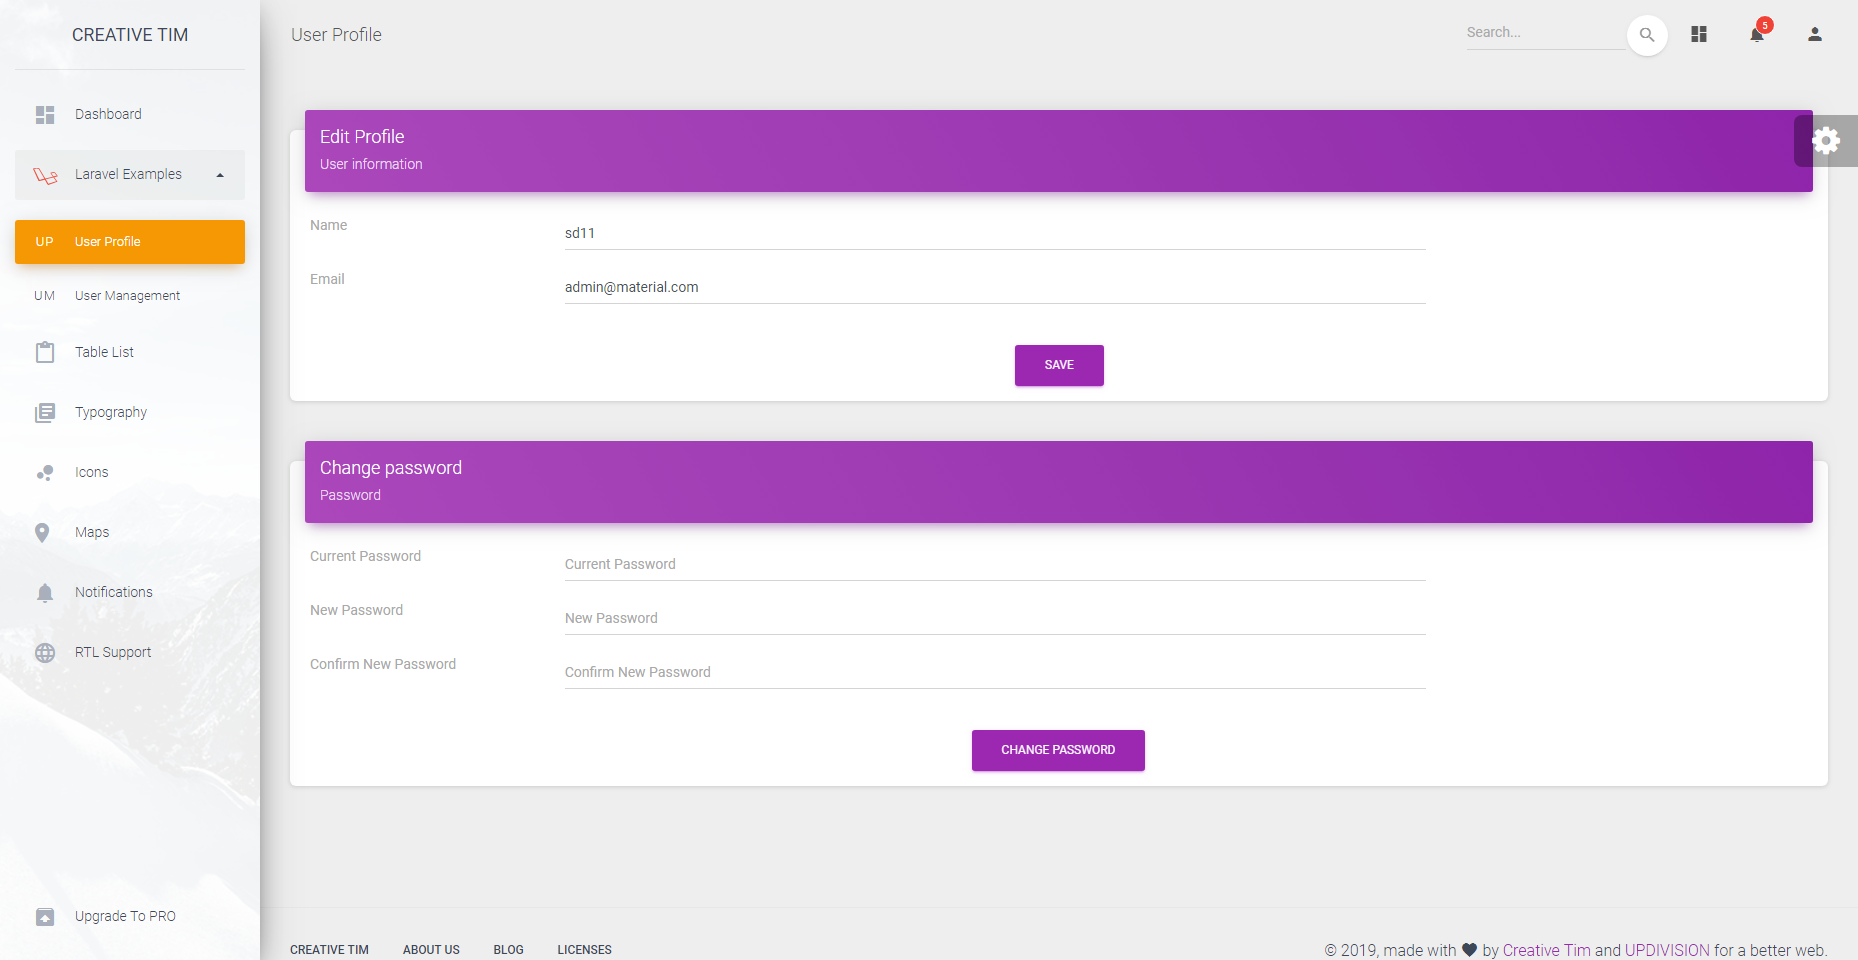 CREATIVE TIM
Dashboard
Laravel Examples
UP User Profile
UM User Management
Table List
Typography
Icons
Maps
Notifications
RTL Support
Upgrade To PRO
User Profile
Search...
5
Edit Profile
User information
Name
sd11
Email
admin@material.com
SAVE
Change password
Password
Current Password
Current Password
New Password
New Password
Confirm New Password
Confirm New Password
CHANGE PASSWORD
CREATIVE TIM ABOUT US BLOG LICENSES
© 2019, made with ♥ by Creative Tim and UPDIVISION for a better web.